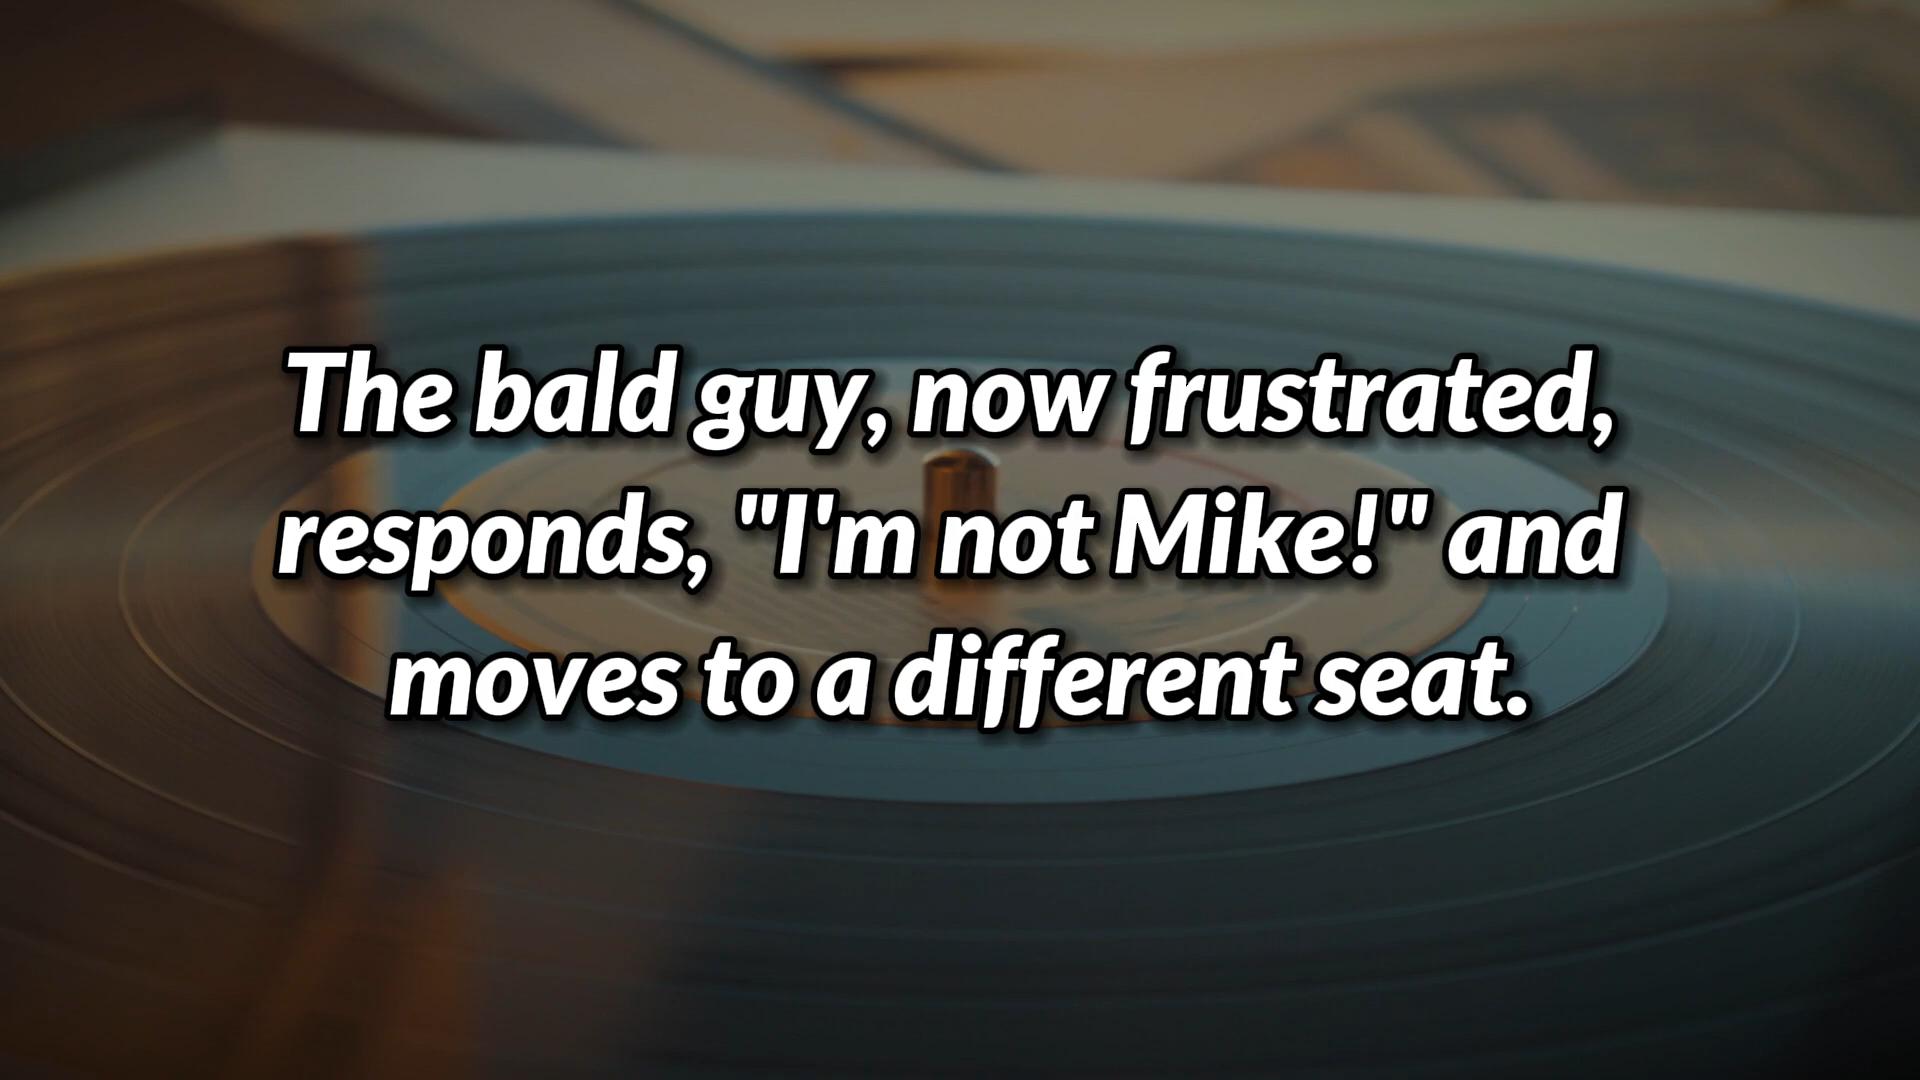 The bald guy, now frustrated,
responds, "I'm not Mike!" and
moves to a different seat.